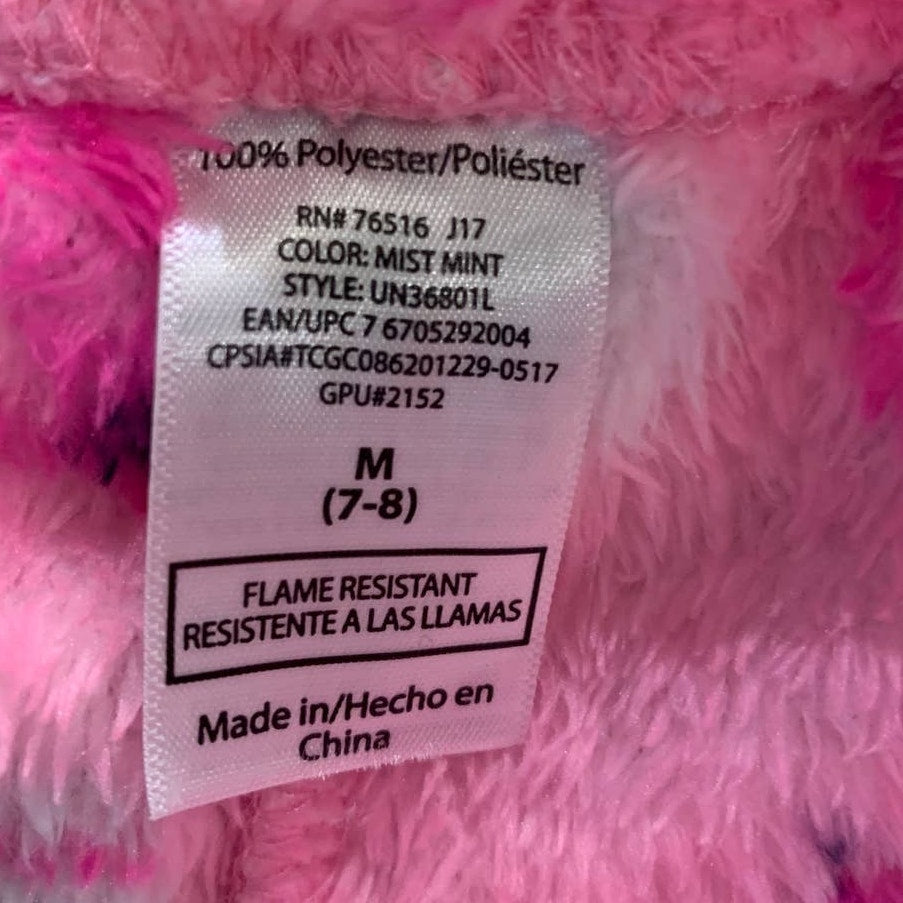 100% Polyester/Poliéster
RN# 76516 J17
COLOR: MIST MINT
STYLE: UN36801L
EAN/UPC 7 6705292004
CPSIA#TCGC086201229-0517
GPU#2152
M
(7-8)
FLAME RESISTANT
RESISTENTE A LAS LLAMAS
Made in/Hecho en
China